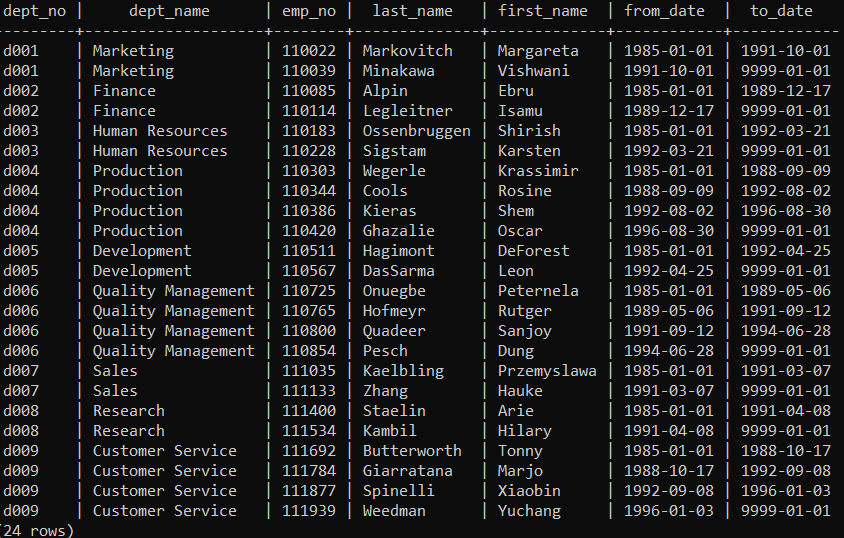 dept_no |     dept_name      | emp_no |  last_name   | first_name | from_date  |  to_date
--------+--------------------+--------+--------------+------------+------------+------------
d001    | Marketing          | 110022 | Markovitch   | Margareta  | 1985-01-01 | 1991-10-01
d001    | Marketing          | 110039 | Minakawa     | Vishwani   | 1991-10-01 | 9999-01-01
d002    | Finance            | 110085 | Alpin        | Ebru       | 1985-01-01 | 1989-12-17
d002    | Finance            | 110114 | Legleitner   | Isamu      | 1989-12-17 | 9999-01-01
d003    | Human Resources    | 110183 | Ossenbruggen | Shirish    | 1985-01-01 | 1992-03-21
d003    | Human Resources    | 110228 | Sigstam      | Karsten    | 1992-03-21 | 9999-01-01
d004    | Production         | 110303 | Wegerle      | Krassimir  | 1985-01-01 | 1988-09-09
d004    | Production         | 110344 | Cools        | Rosine     | 1988-09-09 | 1992-08-02
d004    | Production         | 110386 | Kieras       | Shem       | 1992-08-02 | 1996-08-30
d004    | Production         | 110420 | Ghazalie     | Oscar      | 1996-08-30 | 9999-01-01
d005    | Development        | 110511 | Hagimont     | DeForest   | 1985-01-01 | 1992-04-25
d005    | Development        | 110567 | DasSarma     | Leon       | 1992-04-25 | 9999-01-01
d006    | Quality Management | 110725 | Onuegbe      | Peternela  | 1985-01-01 | 1989-05-06
d006    | Quality Management | 110765 | Hofmeyr      | Rutger     | 1989-05-06 | 1991-09-12
d006    | Quality Management | 110800 | Quadeer      | Sanjoy     | 1991-09-12 | 1994-06-28
d006    | Quality Management | 110854 | Pesch        | Dung       | 1994-06-28 | 9999-01-01
d007    | Sales              | 111035 | Kaelbling    | Przemyslawa | 1985-01-01 | 1991-03-07
d007    | Sales              | 111133 | Zhang        | Hauke      | 1991-03-07 | 9999-01-01
d008    | Research           | 111400 | Staelin      | Arie       | 1985-01-01 | 1991-04-08
d008    | Research           | 111534 | Kambil       | Hilary     | 1991-04-08 | 9999-01-01
d009    | Customer Service   | 111692 | Butterworth  | Tonny      | 1985-01-01 | 1988-10-17
d009    | Customer Service   | 111784 | Giarratana   | Marjo      | 1988-10-17 | 1992-09-08
d009    | Customer Service   | 111877 | Spinelli     | Xiaobin    | 1992-09-08 | 1996-01-03
d009    | Customer Service   | 111939 | Weedman      | Yuchang    | 1996-01-03 | 9999-01-01
(24 rows)